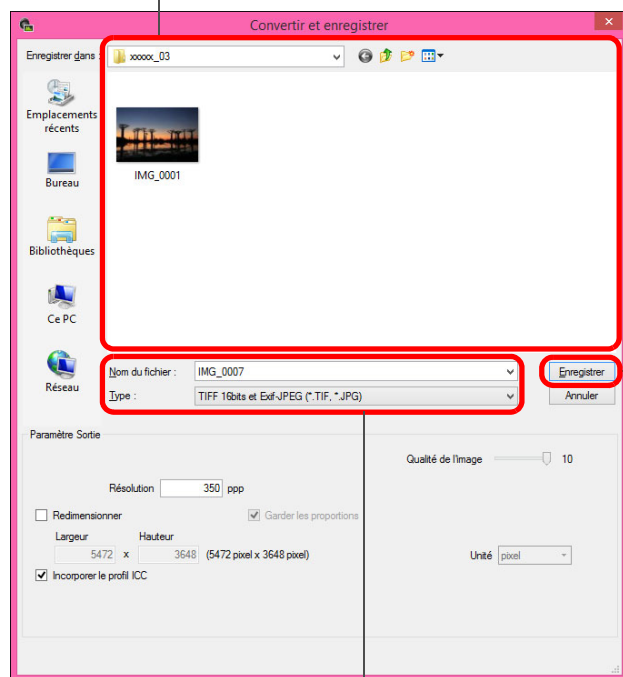 Convertir et enregistrer
Enregistrer dans :
xxxxx_03
Emplacements
récents
Bureau
Bibliothèques
Ce PC
Réseau
IMG_0001
Nom du fichier : IMG_0007
Enregistrer
Type : TIFF 16bits et Exif-JPEG (*.TIF, *.JPG)
Annuler
Paramètre Sortie
Qualité de l'image 10
Résolution 350 ppp
Redimensionner
Garder les proportions
Largeur Hauteur
5472 x 3648 (5472 pixel x 3648 pixel)
Unité pixel
Incorporer le profil ICC